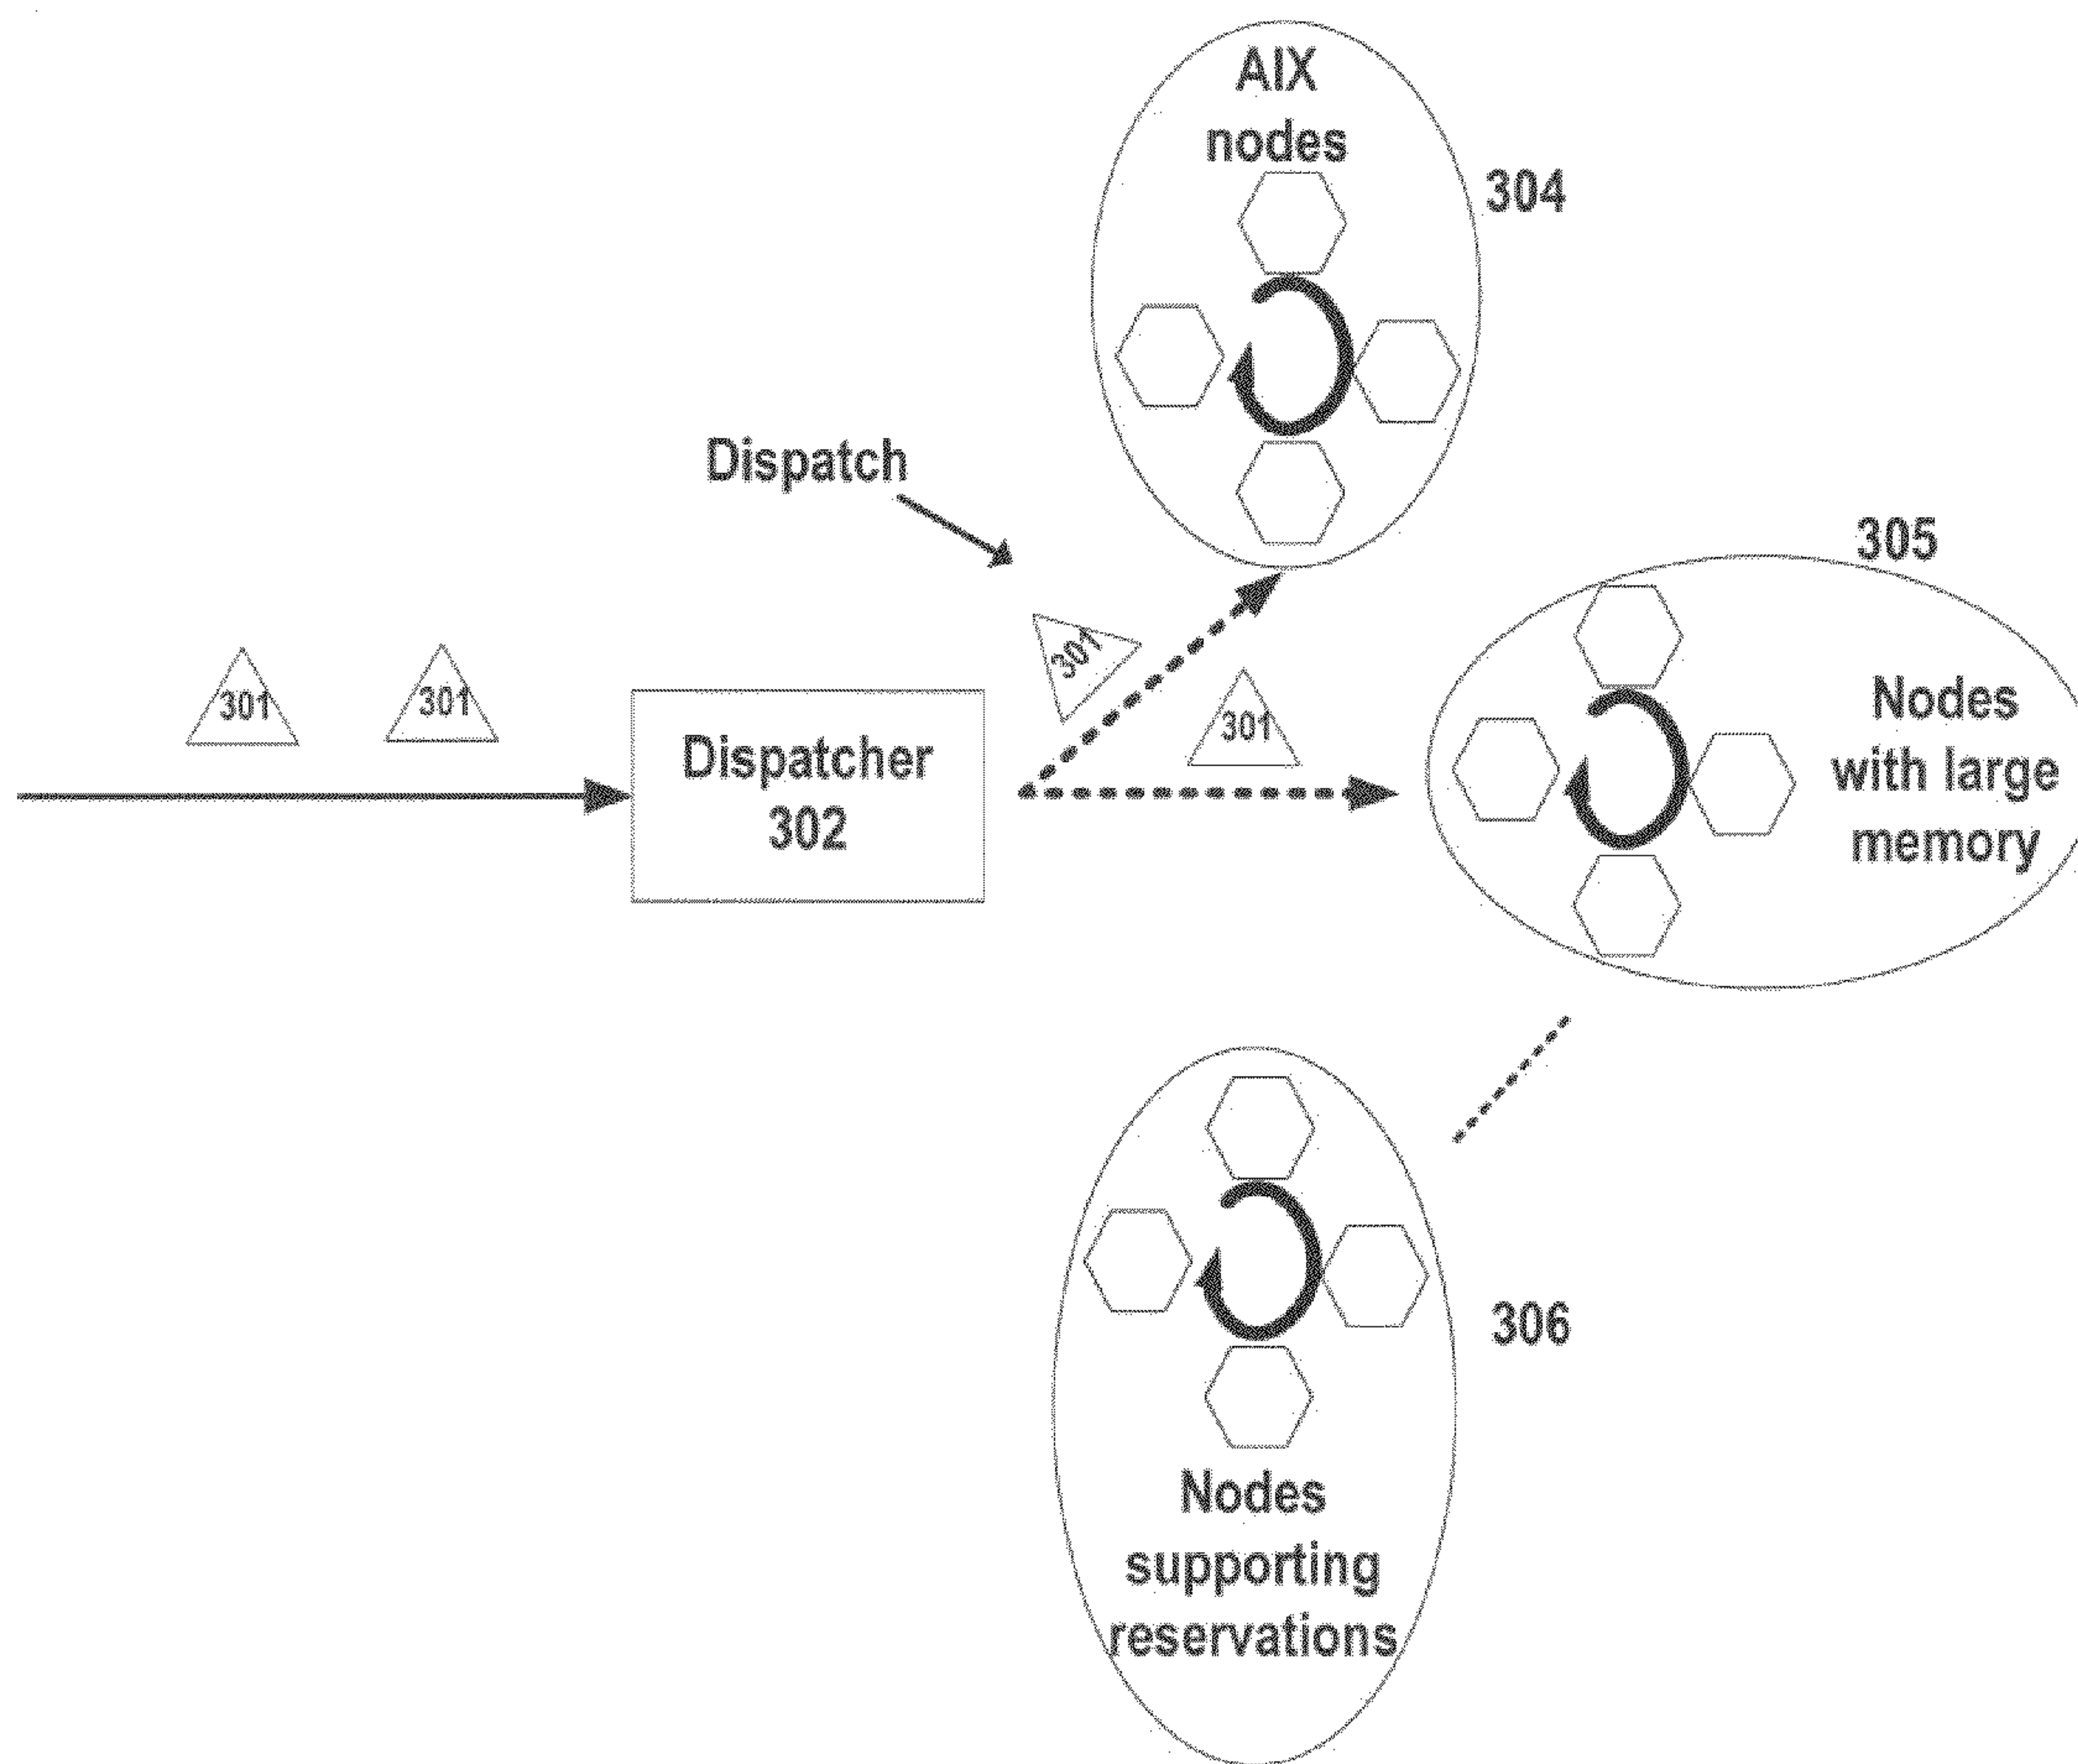 AIX
nodes
304
Dispatch
305
301
301
301
301
Dispatcher
302
Nodes
with large
memory
306
Nodes
supporting
reservations